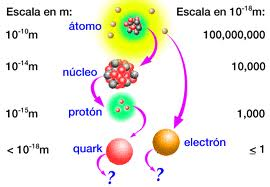 Escala en m:
Escala en 10⁻¹⁸m:
átomo
10⁻¹⁰m
100,000,000
10⁻¹⁴m
núcleo
10,000
10⁻¹⁵m
protón
1,000
< 10⁻¹⁸m
quark
electrón
≤ 1
?
?